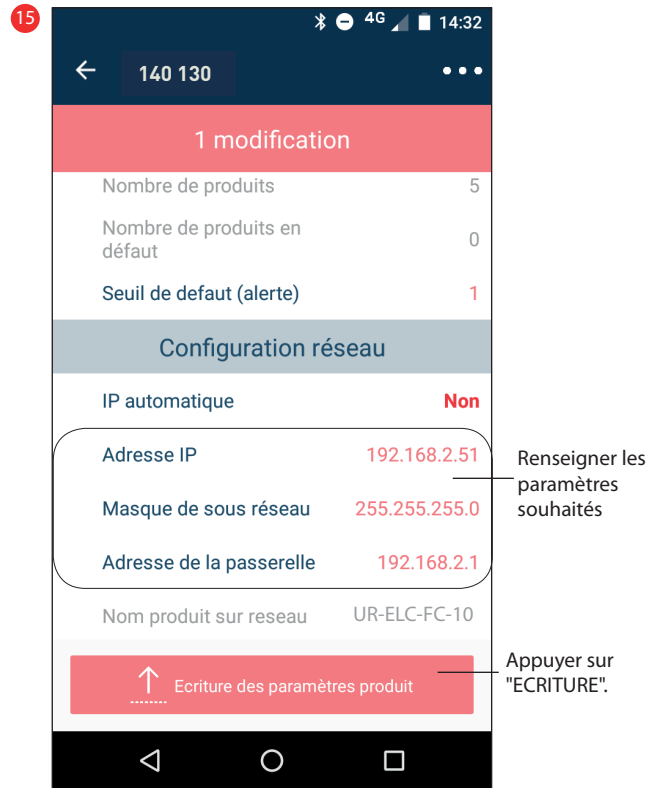 15
4G 14:32
140 130
1 modification
Nombre de produits 5
Nombre de produits en
défaut 0
Seuil de defaut (alerte) 1
Configuration réseau
IP automatique Non
Adresse IP 192.168.2.51
Masque de sous réseau 255.255.255.0
Adresse de la passerelle 192.168.2.1
Renseigner les
paramètres
souhaités
Nom produit sur reseau UR-ELC-FC-10
Ecriture des paramètres produit
Appuyer sur
"ECRITURE".